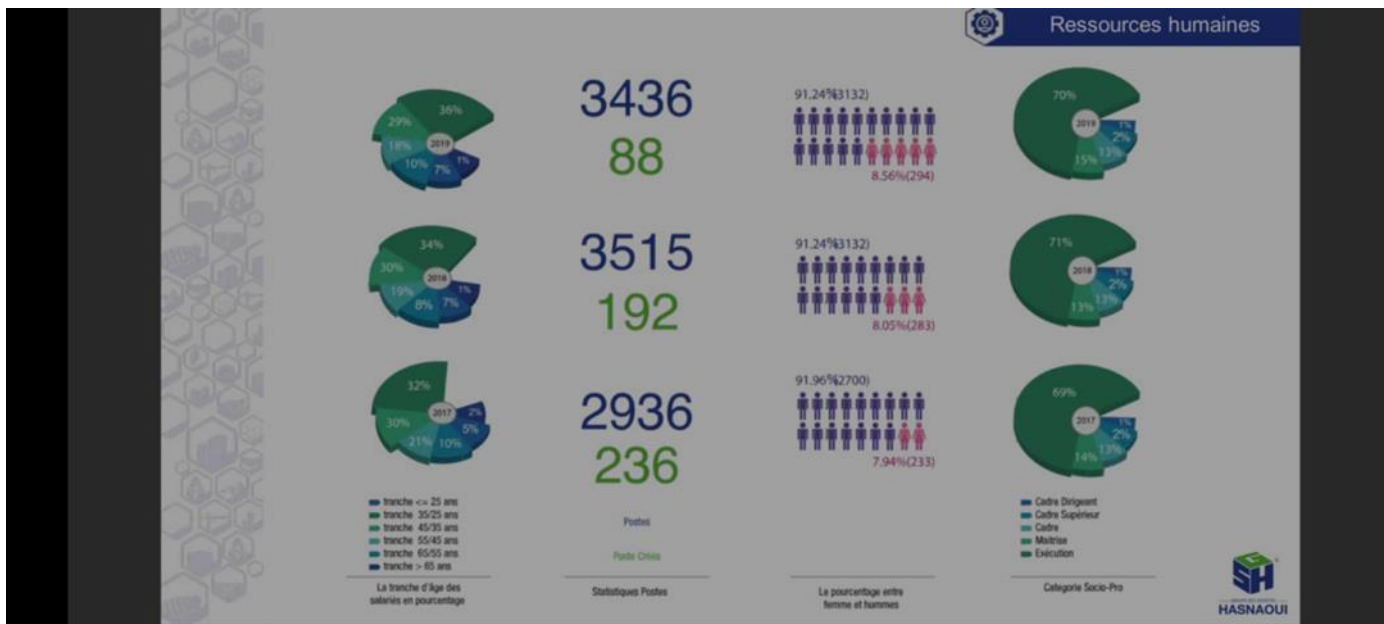 Ressources humaines
36%
29%
18%
10%
7%
1%
2019
3436
88
91.24%(3132)
8.56%(294)
70%
2019
1%
2%
13%
15%
34%
30%
19%
8%
7%
1%
2018
3515
192
91.24%(3132)
8.05%(283)
71%
2018
1%
2%
13%
13%
32%
30%
21%
10%
5%
2%
2017
2936
236
91.96%(2700)
7.94%(233)
69%
2017
1%
2%
13%
14%
tranche <= 25 ans
tranche 35/25 ans
tranche 45/35 ans
tranche 55/45 ans
tranche 65/55 ans
tranche > 65 ans
La tranche d'âge des
salariés en pourcentage
Postes
Poste Créés
Statistiques Postes
Le pourcentage entre
femme et hommes
Cadre Dirigeant
Cadre Supérieur
Cadre
Maitrise
Exécution
Categorie Socio-Pro
GSH
HASNAOUI